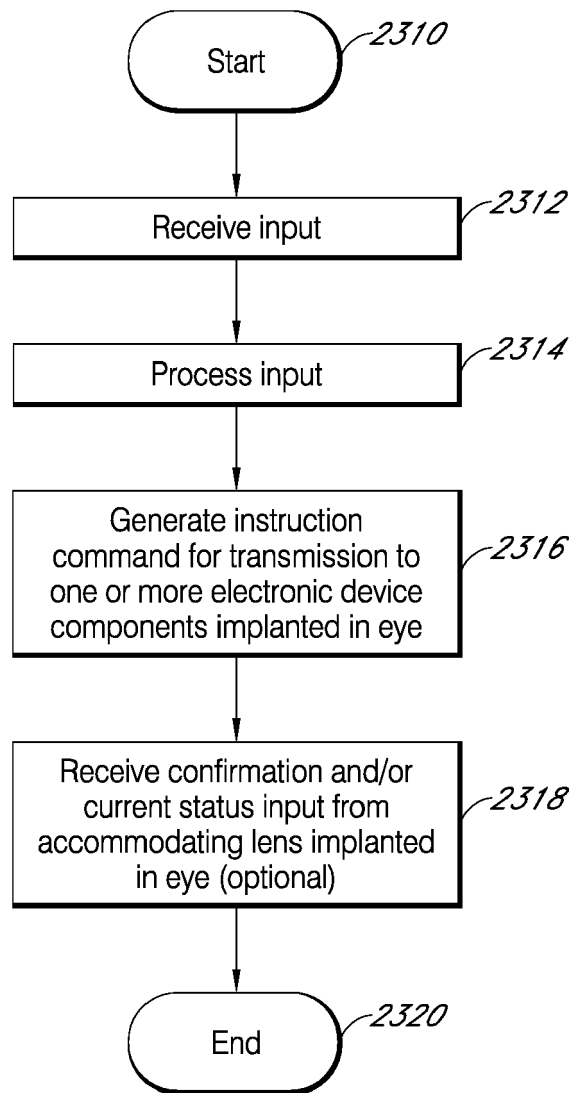 Start
2310
Receive input
2312
Process input
2314
Generate instruction
command for transmission to
one or more electronic device
components implanted in eye
2316
Receive confirmation and/or
current status input from
accommodating lens implanted
in eye (optional)
2318
End
2320